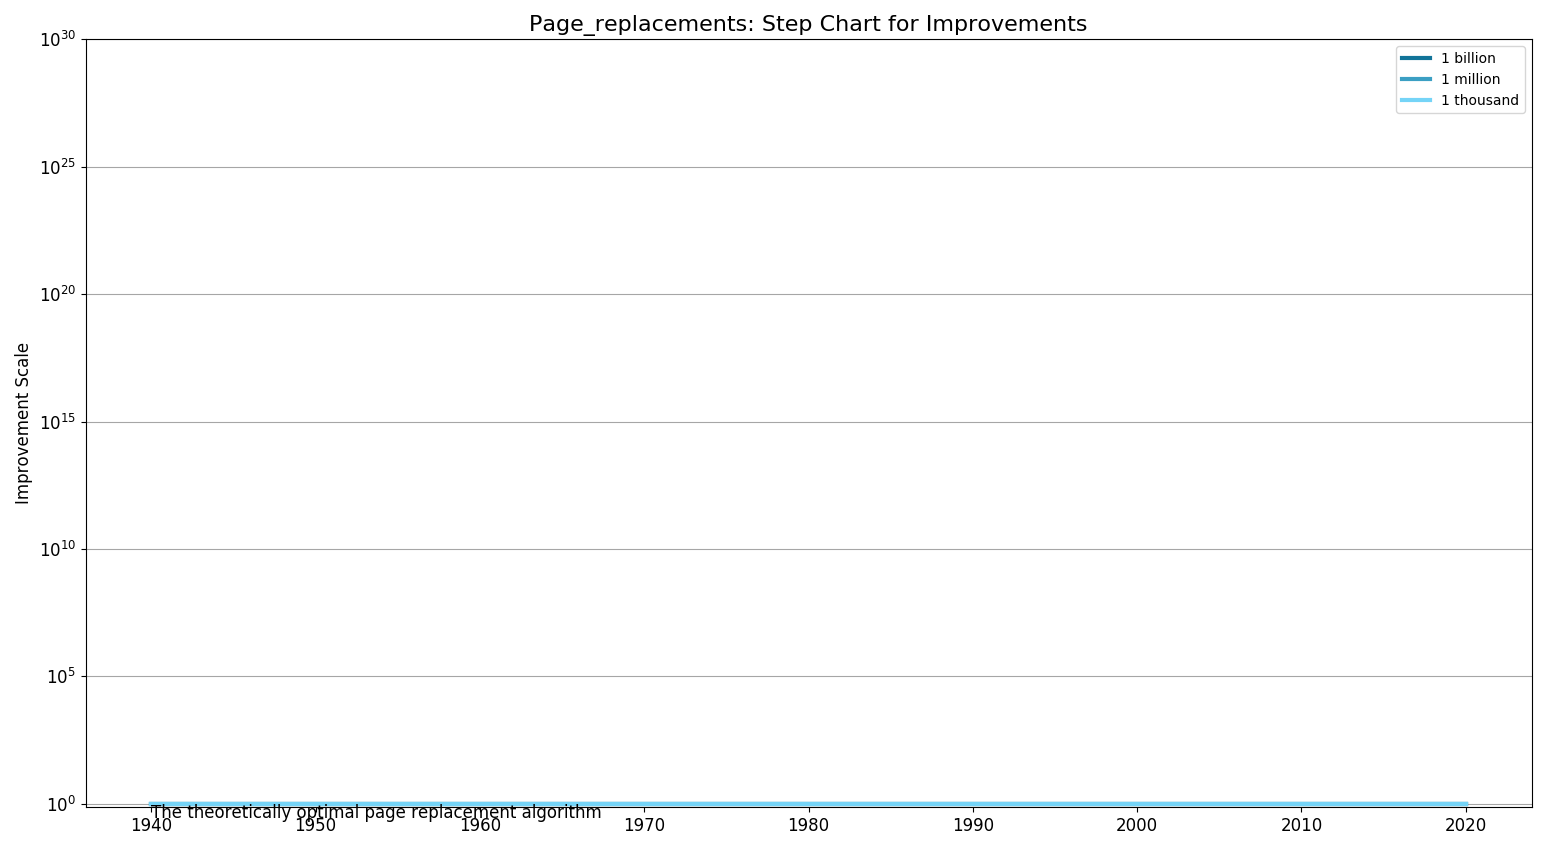 Page_replacements: Step Chart for Improvements
1 billion
1 million
1 thousand
Improvement Scale
10^30
10^25
10^20
10^15
10^10
10^5
10^0
The theoretically optimal page replacement algorithm
1940 1950 1960 1970 1980 1990 2000 2010 2020